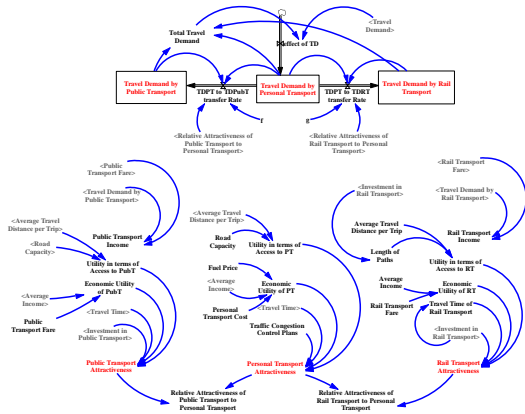 <Travel
Demand>
Total Travel
Demand
effect of TD
Travel Demand by
Public Transport
Travel Demand by
Personal Transport
Travel Demand by Rail
Transport
TDPT to TDPubT
transfer Rate
TDPT to TDRT
transfer Rate
f
g
<Relative Attractiveness of
Public Transport to
Personal Transport>
<Relative Attractiveness of
Rail Transport to Personal
Transport>
<Public
Transport Fare>
<Travel Demand by
Public Transport>
<Average Travel
Distance per Trip>
<Road
Capacity>
Public Transport
Income
Utility in terms of
Access to PubT
Economic Utility
of PubT
<Average
Income>
Public
Transport Fare
<Travel Time>
<Investment in
Public Transport>
Public Transport
Attractiveness
<Average Travel
Distance per Trip>
Road
Capacity
Utility in terms of
Access to PT
Fuel Price
<Average
Income>
Economic
Utility of PT
Personal
Transport Cost
<Travel Time>
Traffic Congestion
Control Plans
Personal Transport
Attractiveness
<Rail Transport
Fare>
<Investment in
Rail Transport>
<Travel Demand by
Rail Transport>
Average Travel
Distance per Trip
Rail Transport
Income
Length of
Paths
Utility in terms of
Access to RT
Average
Income
Economic
Utility of RT
Rail Transport
Fare
Travel Time of
Rail Transport
<Investment in
Rail Transport>
Rail Transport
Attractiveness
Relative Attractiveness of
Public Transport to
Personal Transport
Relative Attractiveness of
Rail Transport to Personal
Transport